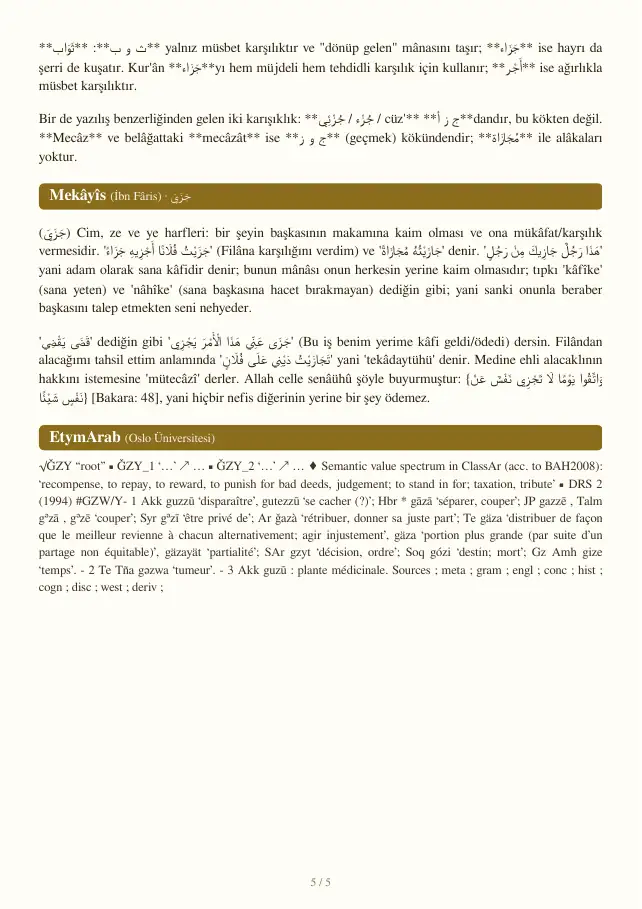 **ث و ب**: **ثَوَاب** yalnız müsbet karşılıktır ve "dönüp gelen" mânasını taşır; **جَزَاء** ise hayrı da
şerri de kuşatır. Kur'ân **جَزَاء**yı hem müjdeli hem tehdidli karşılık için kullanır; **أَجْر** ise ağırlıkla
müsbet karşılıktır.
Bir de yazılış benzerliğinden gelen iki karışıklık: **جُزْء / جُزْئِي / cüz'** **ج ز أ**dandır, bu kökten değil.
**Mecâz** ve belâğattaki **mecâzât** ise **ج و ز** (geçmek) kökündendir; **مُجَازَاة** ile alâkaları
yoktur.
Mekâyîs (İbn Fâris) · جَزَيَ
(جَزَيَ) Cim, ze ve ye harfleri: bir şeyin başkasının makamına kaim olması ve ona mükâfat/karşılık
vermesidir. 'جَزَيْتُ فُلَانًا أَجْزِيهِ جَزَاءً' (Filâna karşılığını verdim) ve 'جَازَيْتُهُ مُجَازَاةً' denir. 'هَذَا رَجُلٌ جَازِيكَ مِنْ رَجُلٍ'
yani adam olarak sana kâfidir denir; bunun mânâsı onun herkesin yerine kaim olmasıdır; tıpkı 'kâfîke'
(sana yeten) ve 'nâhîke' (sana başkasına hacet bırakmayan) dediğin gibi; yani sanki onunla beraber
başkasını talep etmekten seni nehyeder.
'قَضَى يَقْضِي' dediğin gibi 'جَزَى عَنِّي هَذَا الْأَمْرُ يَجْزِي' (Bu iş benim yerime kâfi geldi/ödedi) dersin. Filândan
alacağımı tahsil ettim anlamında 'تَجَازَيْتُ دَيْنِي عَلَى فُلَانٍ' yani 'tekâdaytühü' denir. Medine ehli alacaklının
hakkını istemesine 'mütecâzî' derler. Allah celle senâühû şöyle buyurmuştur: {وَاتَّقُوا يَوْمًا لَا تَجْزِي نَفْسٌ عَنْ
نَفْسٍ شَيْئًا} [Bakara: 48], yani hiçbir nefis diğerinin yerine bir şey ödemez.
EtymArab (Oslo Üniversitesi)
√ǦZY “root” ▪ ǦZY_1 ‘…’ ↗ … ▪ ǦZY_2 ‘…’ ↗ … ♦ Semantic value spectrum in ClassAr (acc. to BAH2008):
‘recompense, to repay, to reward, to punish for bad deeds, judgement; to stand in for; taxation, tribute’ ▪ DRS 2
(1994) #GZW/Y- 1 Akk guzzû ‘disparaître’, gutezzû ‘se cacher (?)’; Hbr * gāzā ‘séparer, couper’; JP gazzē , Talm
gᵊzā , gᵊzē ‘couper’; Syr gᵊzī ‘être privé de’; Ar ǧazà ‘rétribuer, donner sa juste part’; Te gäza ‘distribuer de façon
que le meilleur revienne à chacun alternativement; agir injustement’, gäza ‘portion plus grande (par suite d’un
partage non équitable)’, gäzayät ‘partialité’; SAr gzyt ‘décision, ordre’; Soq gózi ‘destin; mort’; Gz Amh gize
‘temps’. - 2 Te Tña gəzwa ‘tumeur’. - 3 Akk guzū : plante médicinale. Sources ; meta ; gram ; engl ; conc ; hist ;
cogn ; disc ; west ; deriv ;
5 / 5